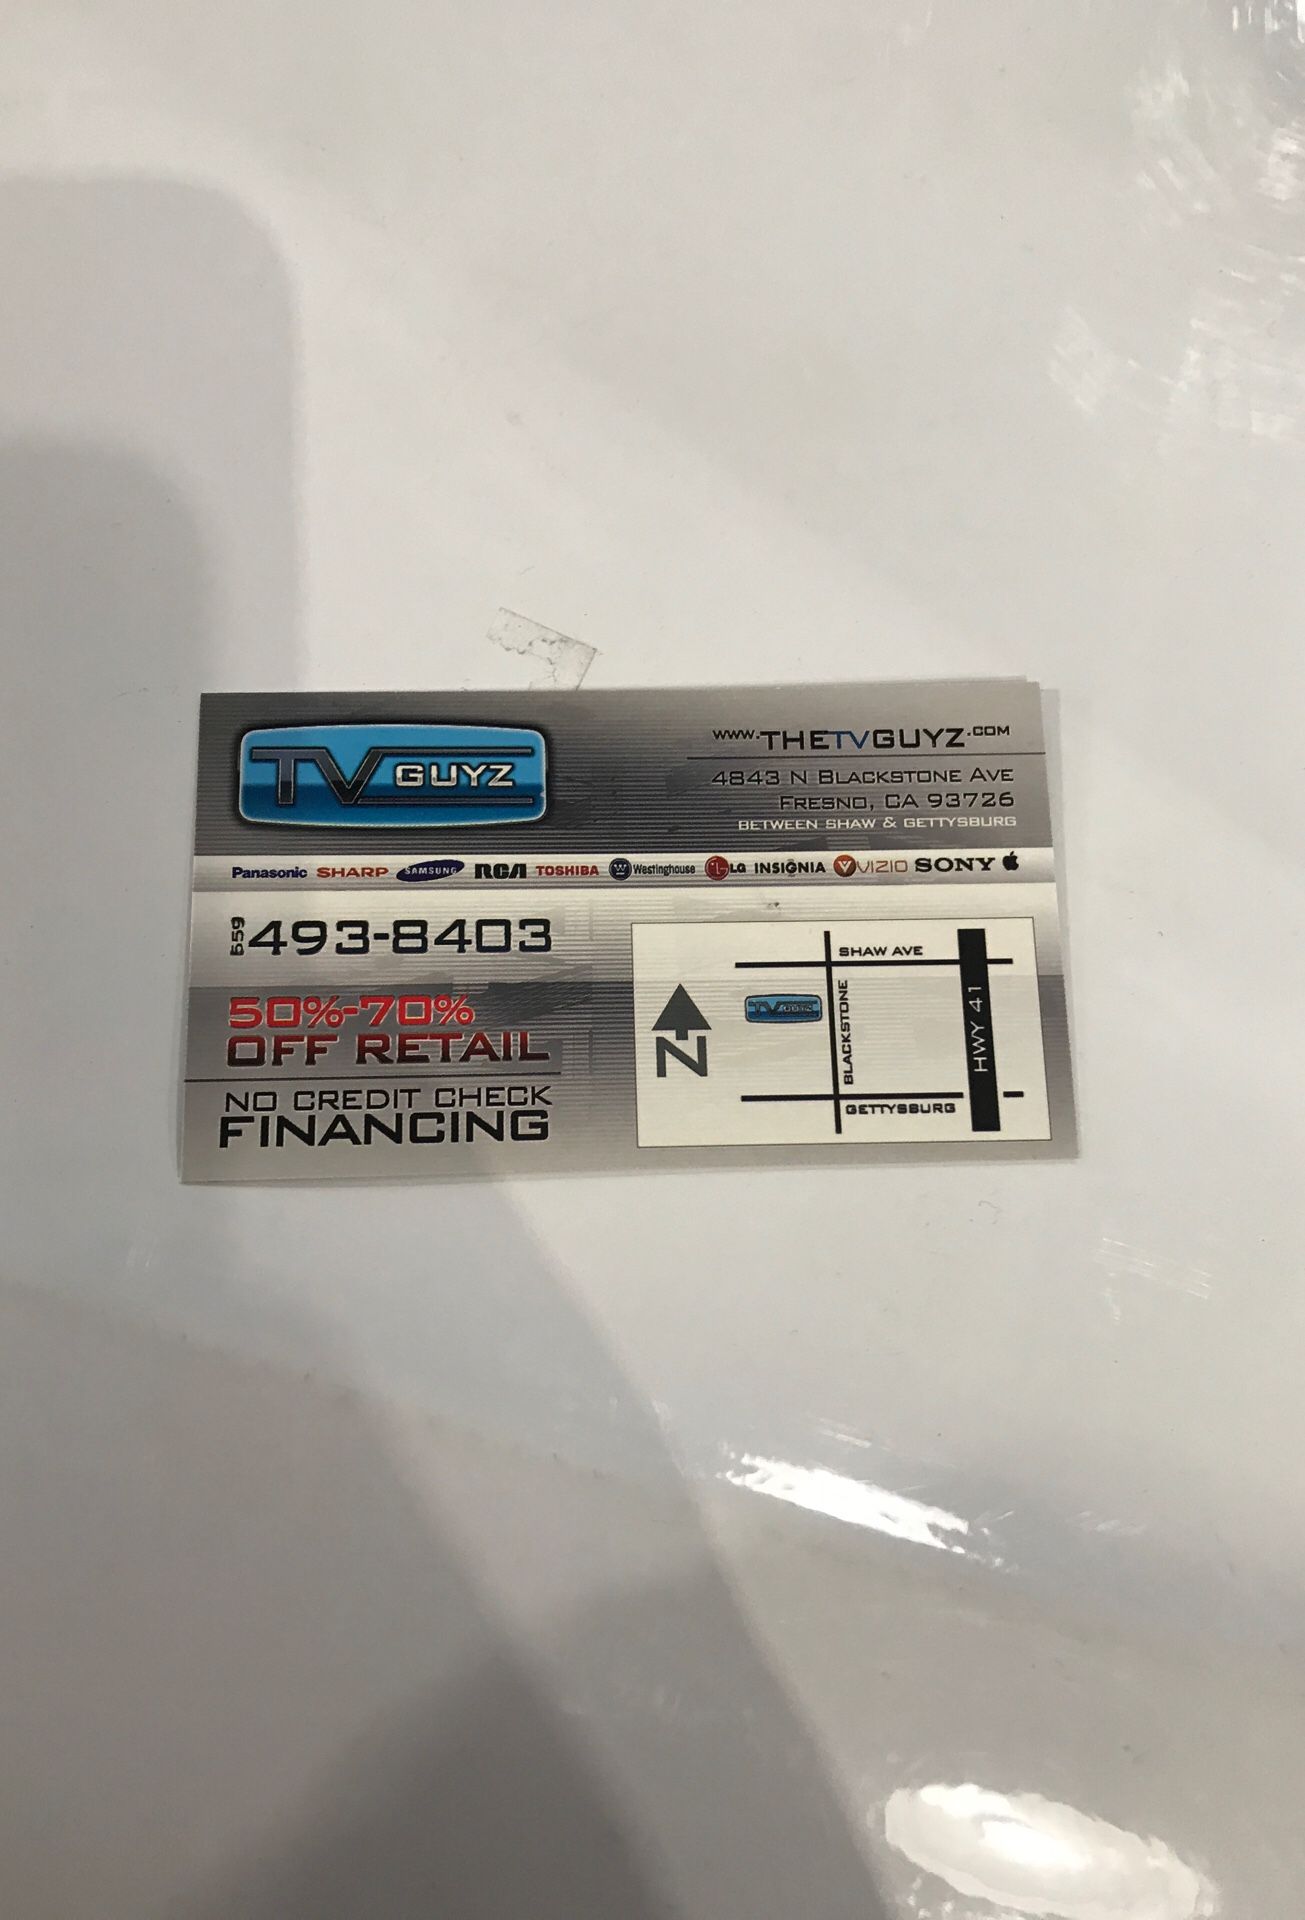 TV GUYZ
WWW.THETVGUYZ.COM
4843 N BLACKSTONE AVE
FRESNO, CA 93726
BETWEEN SHAW & GETTYSBURG
Panasonic SHARP SAMSUNG RCA TOSHIBA W Westinghouse LG INSIGNIA V VIZIO SONY
559 493-8403
50%-70%
OFF RETAIL
NO CREDIT CHECK
FINANCING
N
SHAW AVE
TV GUYZ
BLACKSTONE
HWY 41
GETTYSBURG